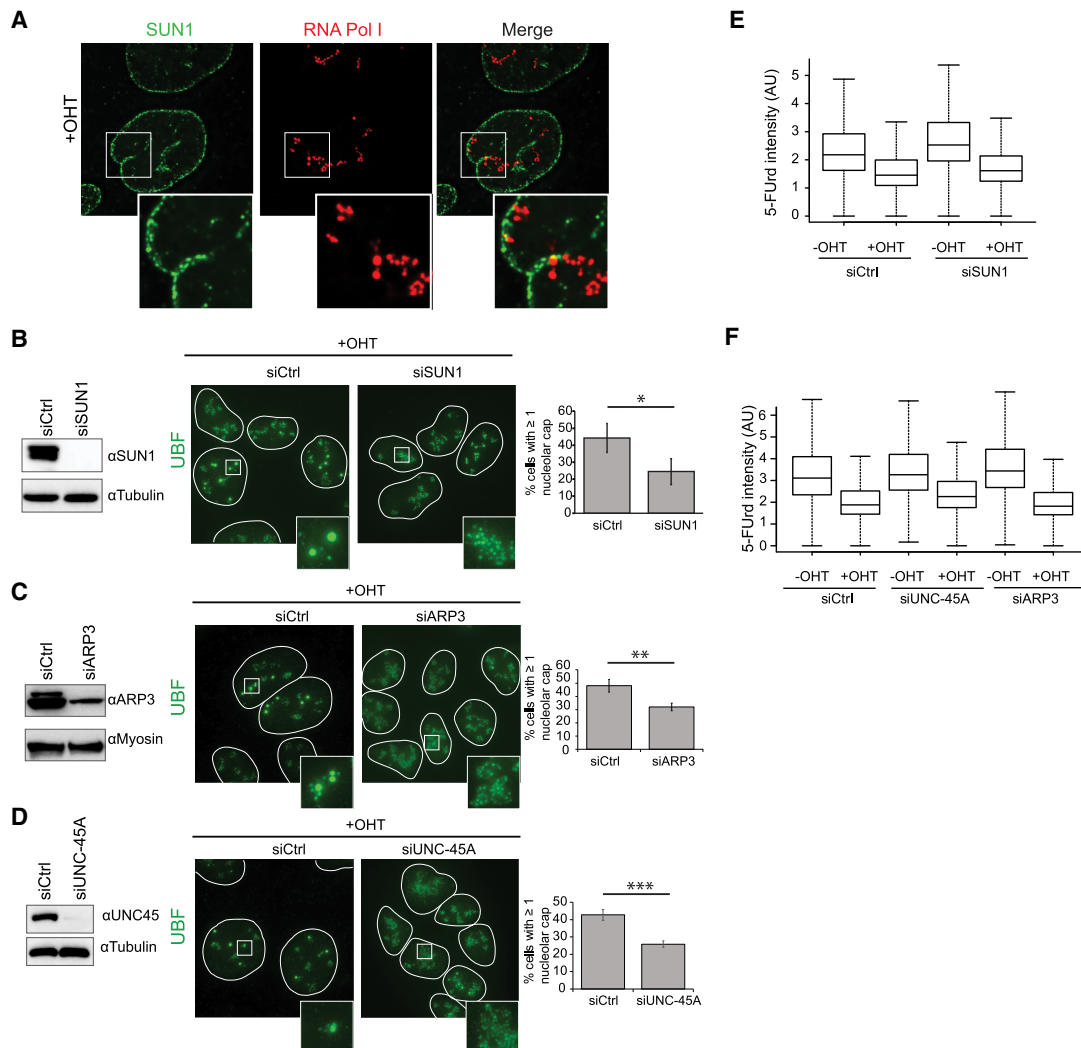 A
SUN1
RNA Pol I
Merge
+OHT
B
+OHT
siCtrl
siSUN1
siCtrl
siSUN1
αSUN1
αTubulin
UBF
% cells with ≥ 1
nucleolar cap
60
50
40
30
20
10
0
*
siCtrl
siSUN1
C
+OHT
siCtrl
siARP3
siCtrl
siARP3
αARP3
αMyosin
UBF
% cells with ≥ 1
nucleolar cap
60
50
40
30
20
10
0
**
siCtrl
siARP3
D
+OHT
siCtrl
siUNC-45A
siCtrl
siUNC-45A
αUNC45
αTubulin
UBF
% cells with ≥ 1
nucleolar cap
50
40
30
20
10
0
***
siCtrl
siUNC-45A
E
5-FUrd intensity (AU)
5
4
3
2
1
0
-OHT +OHT -OHT +OHT
siCtrl siSUN1
F
5-FUrd intensity (AU)
6
5
4
3
2
1
0
-OHT +OHT -OHT +OHT -OHT +OHT
siCtrl siUNC-45A siARP3